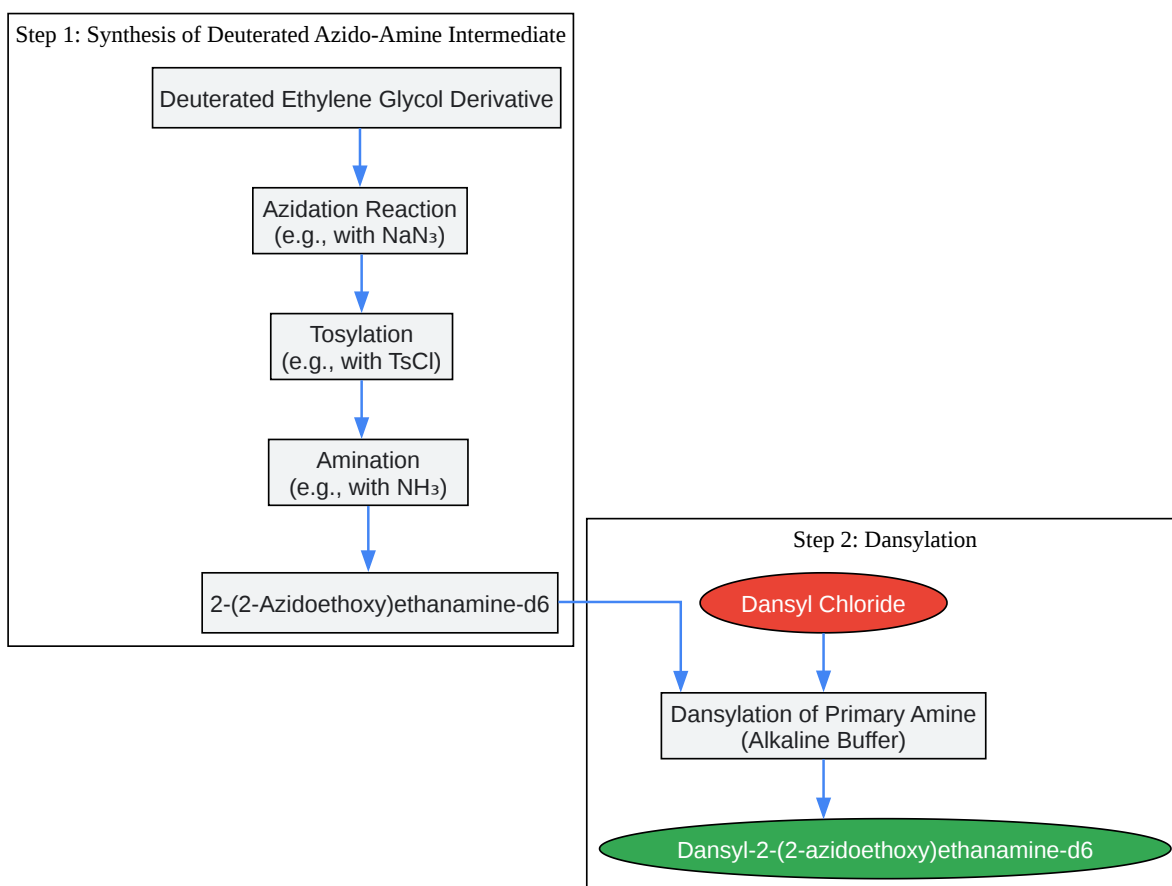 Step 1: Synthesis of Deuterated Azido-Amine Intermediate
Deuterated Ethylene Glycol Derivative
Azidation Reaction
(e.g., with NaN₃)
Tosylation
(e.g., with TsCl)
Amination
(e.g., with NH₃)
2-(2-Azidoethoxy)ethanamine-d6
Step 2: Dansylation
Dansyl Chloride
Dansylation of Primary Amine
(Alkaline Buffer)
Dansyl-2-(2-azidoethoxy)ethanamine-d6